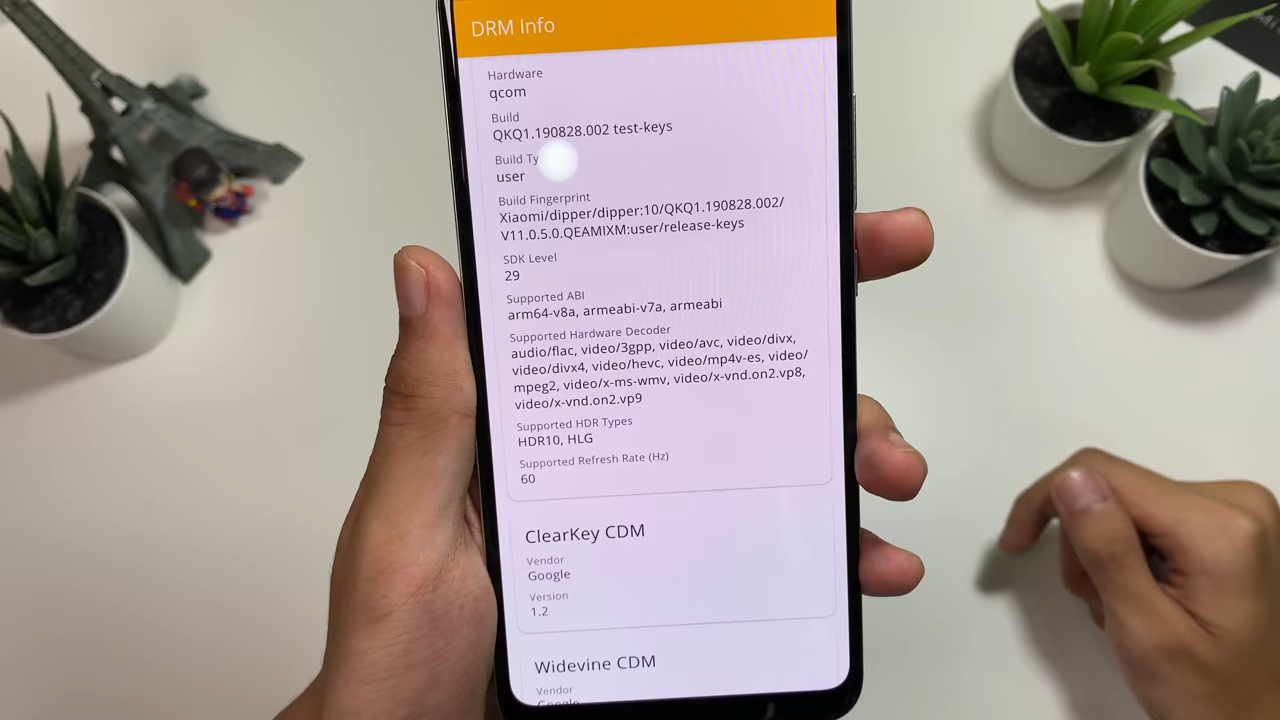 DRM Info
Hardware
qcom
Build
QKQ1.190828.002 test-keys
Build Ty
user
Build Fingerprint
Xiaomi/dipper/dipper:10/QKQ1.190828.002/
V11.0.5.0.QEAMIXM:user/release-keys
SDK Level
29
Supported ABI
arm64-v8a, armeabi-v7a, armeabi
Supported Hardware Decoder
audio/flac, video/3gpp, video/avc, video/divx,
video/divx4, video/hevc, video/mp4v-es, video/
mpeg2, video/x-ms-wmv, video/x-vnd.on2.vp8,
video/x-vnd.on2.vp9
Supported HDR Types
HDR10, HLG
Supported Refresh Rate (Hz)
60
ClearKey CDM
Vendor
Google
Version
1.2
Widevine CDM
Vendor
Google